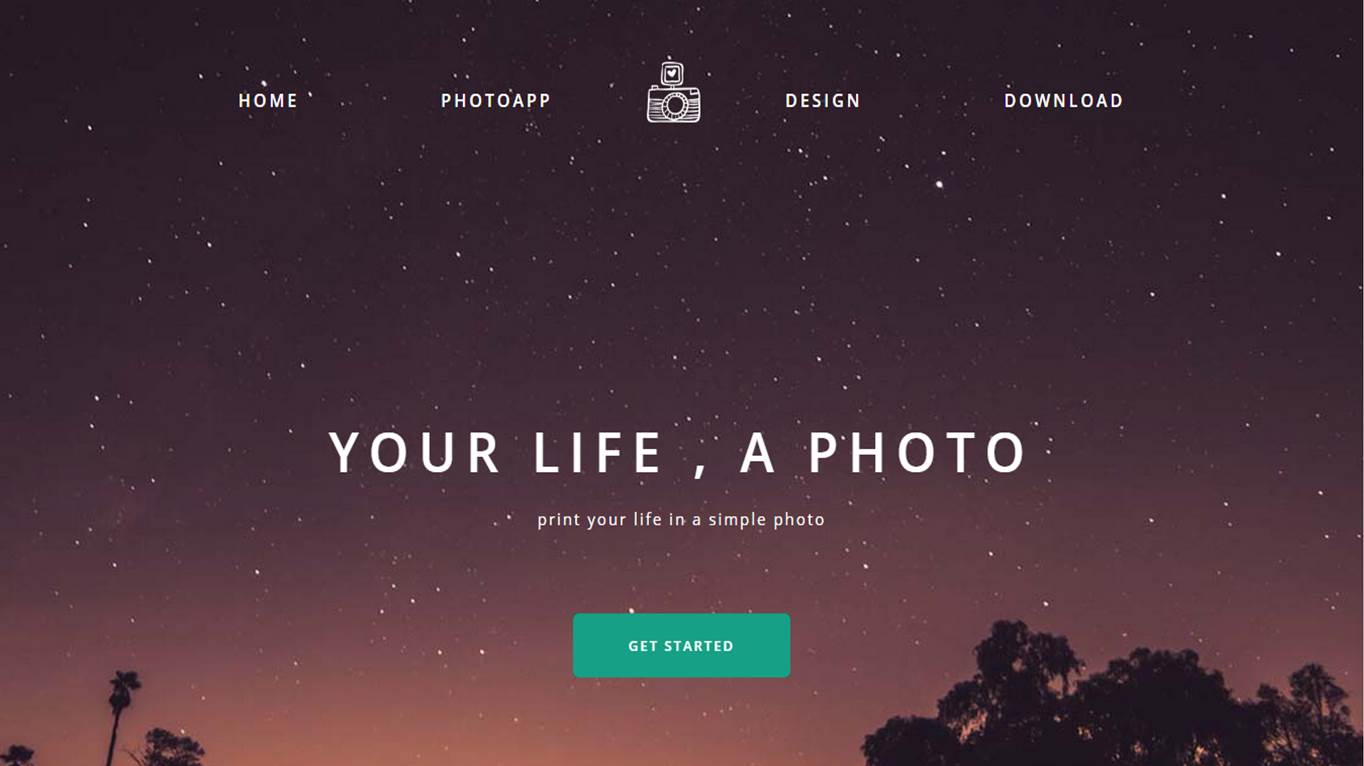 HOME PHOTOAPP DESIGN DOWNLOAD
YOUR LIFE , A PHOTO
print your life in a simple photo
GET STARTED